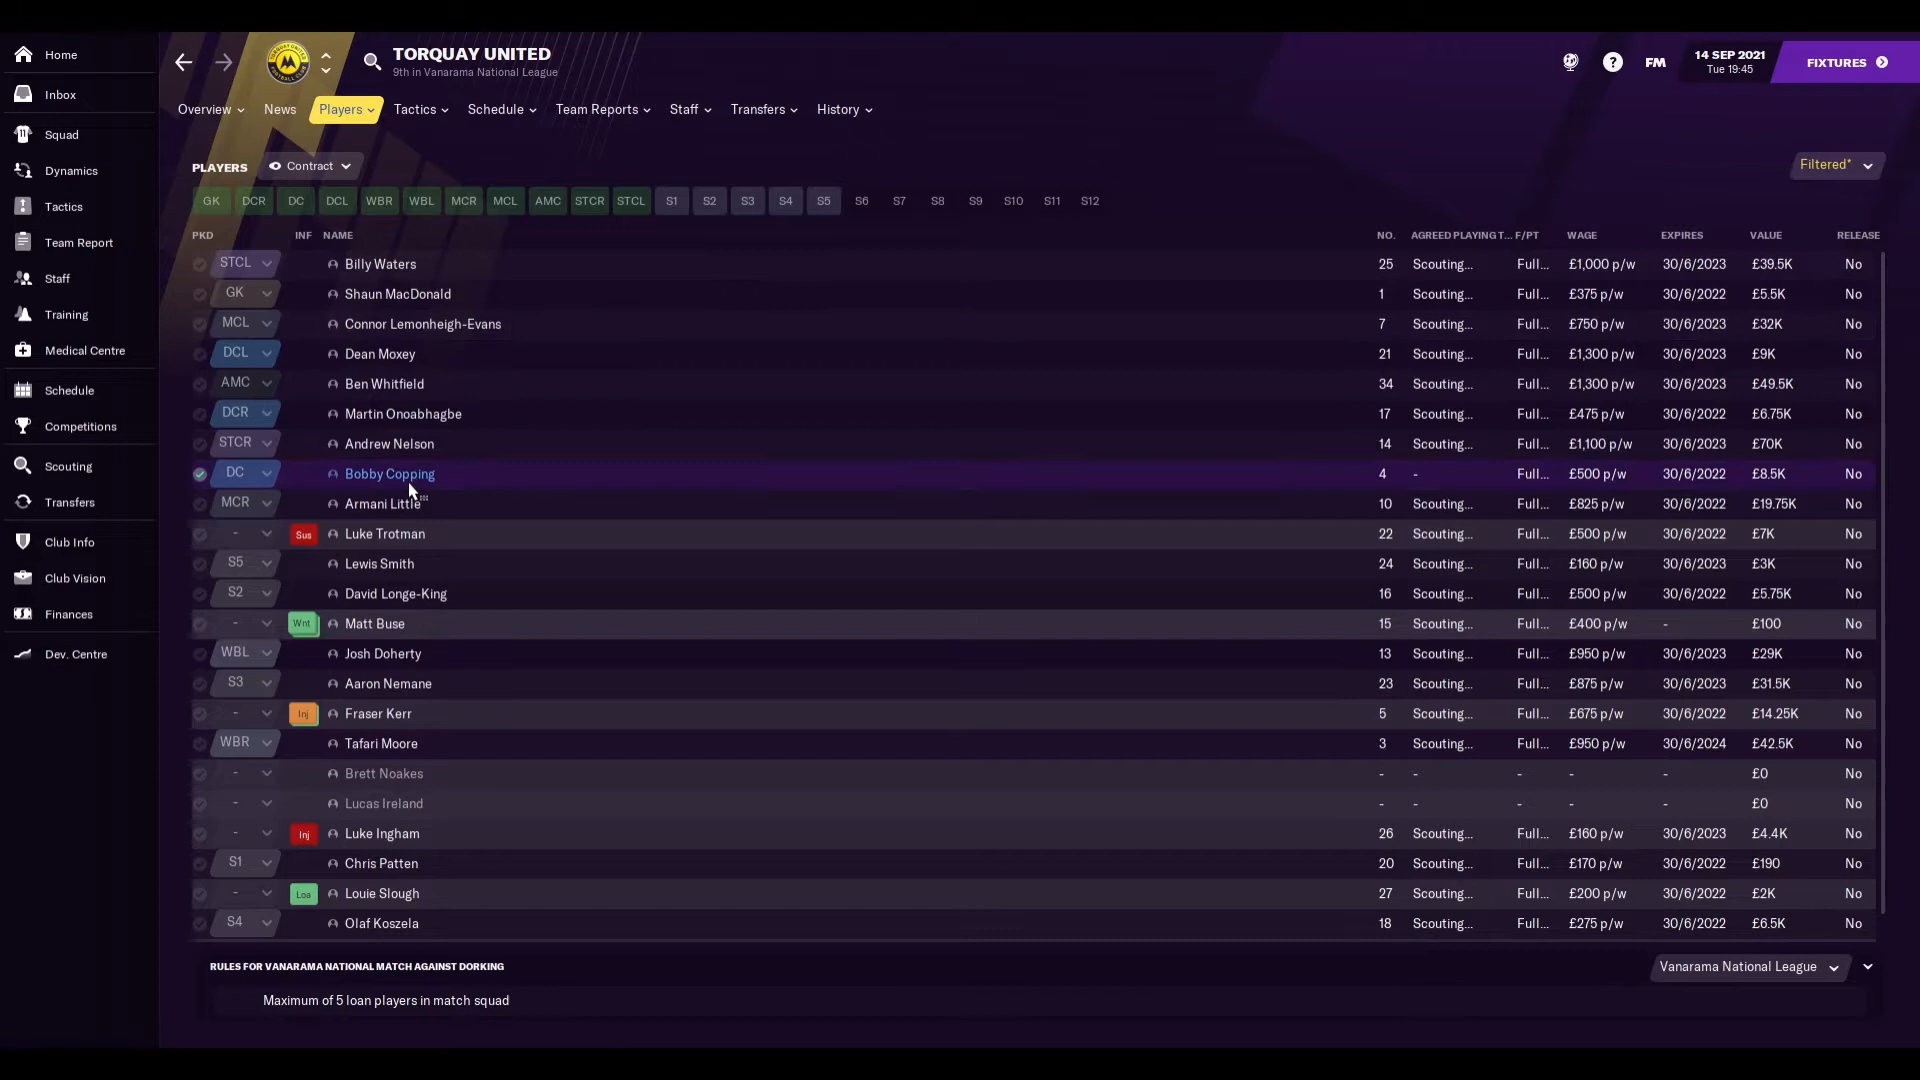 Home
Inbox
Squad
Dynamics
Tactics
Team Report
Staff
Training
Medical Centre
Schedule
Competitions
Scouting
Transfers
Club Info
Club Vision
Finances
Dev. Centre
TORQUAY UNITED
9th in Vanarama National League
FM
14 SEP 2021
Tue 19:45
FIXTURES
Overview News Players Tactics Schedule Team Reports Staff Transfers History
PLAYERS Contract Filtered*
GK DCR DC DCL WBR WBL MCR MCL AMC STCR STCL S1 S2 S3 S4 S5 S6 S7 S8 S9 S10 S11 S12
PKD INF NAME NO. AGREED PLAYING T... F/PT WAGE EXPIRES VALUE RELEASE
STCL Billy Waters 25 Scouting... Full... £1,000 p/w 30/6/2023 £39.5K No
GK Shaun MacDonald 1 Scouting... Full... £375 p/w 30/6/2022 £5.5K No
MCL Connor Lemonheigh-Evans 7 Scouting... Full... £750 p/w 30/6/2023 £32K No
DCL Dean Moxey 21 Scouting... Full... £1,300 p/w 30/6/2023 £9K No
AMC Ben Whitfield 34 Scouting... Full... £1,300 p/w 30/6/2023 £49.5K No
DCR Martin Onoabhagbe 17 Scouting... Full... £475 p/w 30/6/2022 £6.75K No
STCR Andrew Nelson 14 Scouting... Full... £1,100 p/w 30/6/2023 £70K No
DC Bobby Copping 4 - Full... £500 p/w 30/6/2022 £8.5K No
MCR Armani Little 10 Scouting... Full... £825 p/w 30/6/2022 £19.75K No
- Sus Luke Trotman 22 Scouting... Full... £500 p/w 30/6/2022 £7K No
S5 Lewis Smith 24 Scouting... Full... £160 p/w 30/6/2023 £3K No
S2 David Longe-King 16 Scouting... Full... £500 p/w 30/6/2022 £5.75K No
- Wnt Matt Buse 15 Scouting... Full... £400 p/w - £100 No
WBL Josh Doherty 13 Scouting... Full... £950 p/w 30/6/2023 £29K No
S3 Aaron Nemane 23 Scouting... Full... £875 p/w 30/6/2023 £31.5K No
- Inj Fraser Kerr 5 Scouting... Full... £675 p/w 30/6/2022 £14.25K No
WBR Tafari Moore 3 Scouting... Full... £950 p/w 30/6/2024 £42.5K No
- Brett Noakes - - - - - £0 No
- Lucas Ireland - - - - - £0 No
- Inj Luke Ingham 26 Scouting... Full... £160 p/w 30/6/2023 £4.4K No
S1 Chris Patten 20 Scouting... Full... £170 p/w 30/6/2022 £190 No
- Loa Louie Slough 27 Scouting... Full... £200 p/w 30/6/2022 £2K No
S4 Olaf Koszela 18 Scouting... Full... £275 p/w 30/6/2022 £6.5K No
RULES FOR VANARAMA NATIONAL MATCH AGAINST DORKING Vanarama National League
Maximum of 5 loan players in match squad